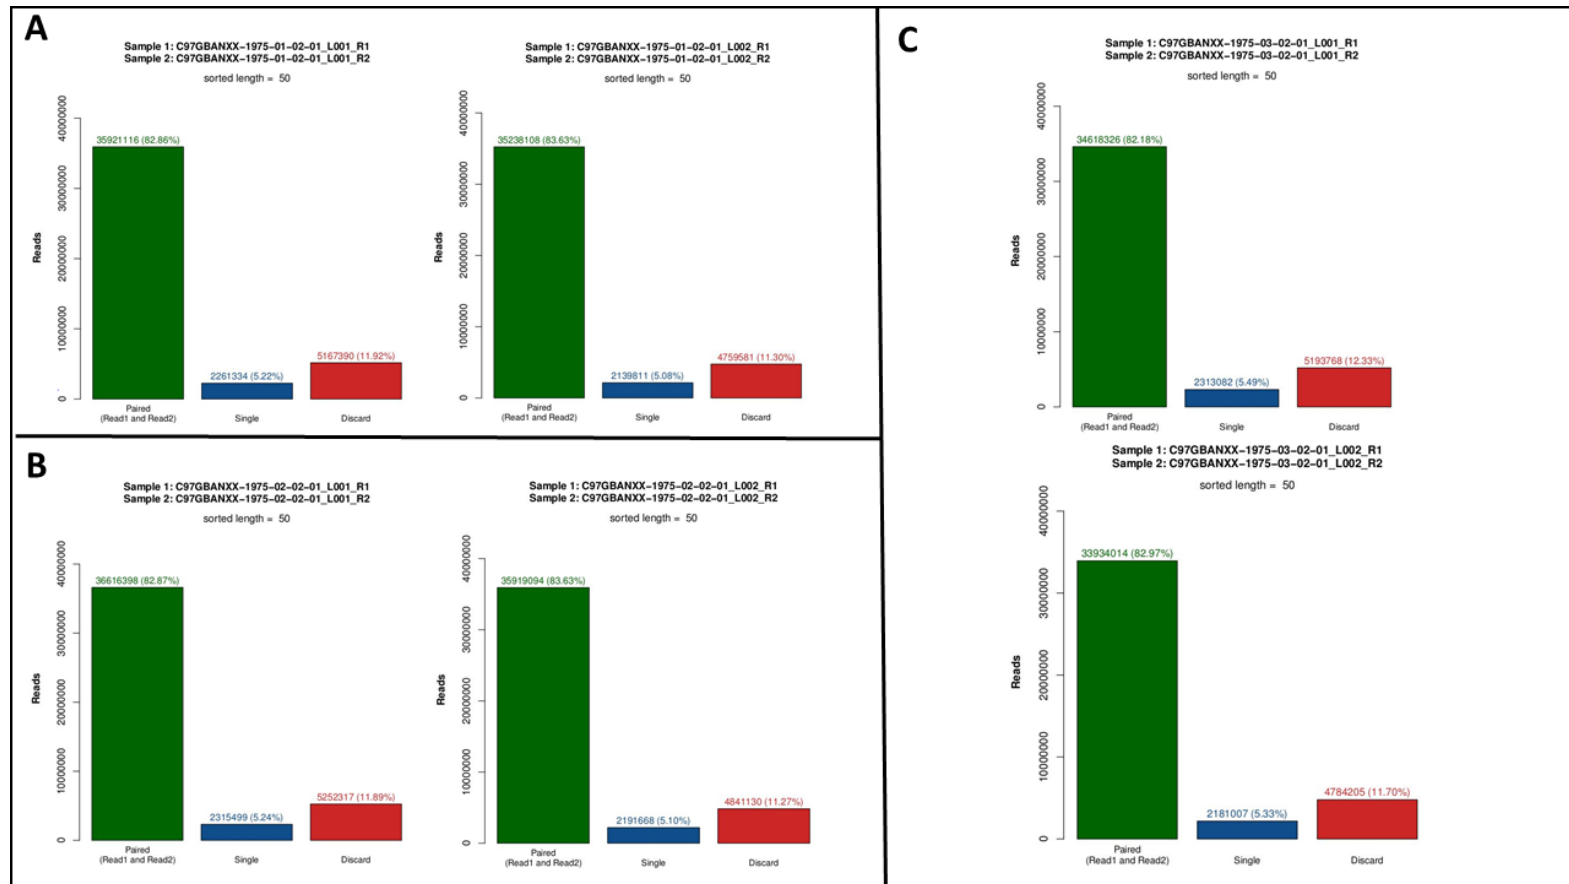 A
Sample 1: C97GBANXX-1975-01-02-01_L001_R1
Sample 2: C97GBANXX-1975-01-02-01_L001_R2
sorted length = 50
Reads
0
10000000
20000000
30000000
40000000
35921116 (82.86%)
2261334 (5.22%)
5167390 (11.92%)
Paired
(Read1 and Read2)
Single
Discard
Sample 1: C97GBANXX-1975-01-02-01_L002_R1
Sample 2: C97GBANXX-1975-01-02-01_L002_R2
sorted length = 50
Reads
0
10000000
20000000
30000000
40000000
35238108 (83.63%)
2139811 (5.08%)
4759581 (11.30%)
Paired
(Read1 and Read2)
Single
Discard
B
Sample 1: C97GBANXX-1975-02-02-01_L001_R1
Sample 2: C97GBANXX-1975-02-02-01_L001_R2
sorted length = 50
Reads
0
10000000
20000000
30000000
40000000
36616398 (82.87%)
2315499 (5.24%)
5252317 (11.89%)
Paired
(Read1 and Read2)
Single
Discard
Sample 1: C97GBANXX-1975-02-02-01_L002_R1
Sample 2: C97GBANXX-1975-02-02-01_L002_R2
sorted length = 50
Reads
0
10000000
20000000
30000000
40000000
35919094 (83.63%)
2191668 (5.10%)
4841130 (11.27%)
Paired
(Read1 and Read2)
Single
Discard
C
Sample 1: C97GBANXX-1975-03-02-01_L001_R1
Sample 2: C97GBANXX-1975-03-02-01_L001_R2
sorted length = 50
Reads
0
10000000
20000000
30000000
40000000
34618326 (82.18%)
2313082 (5.49%)
5193768 (12.33%)
Paired
(Read1 and Read2)
Single
Discard
Sample 1: C97GBANXX-1975-03-02-01_L002_R1
Sample 2: C97GBANXX-1975-03-02-01_L002_R2
sorted length = 50
Reads
0
10000000
20000000
30000000
40000000
33934014 (82.97%)
2181007 (5.33%)
4784205 (11.70%)
Paired
(Read1 and Read2)
Single
Discard